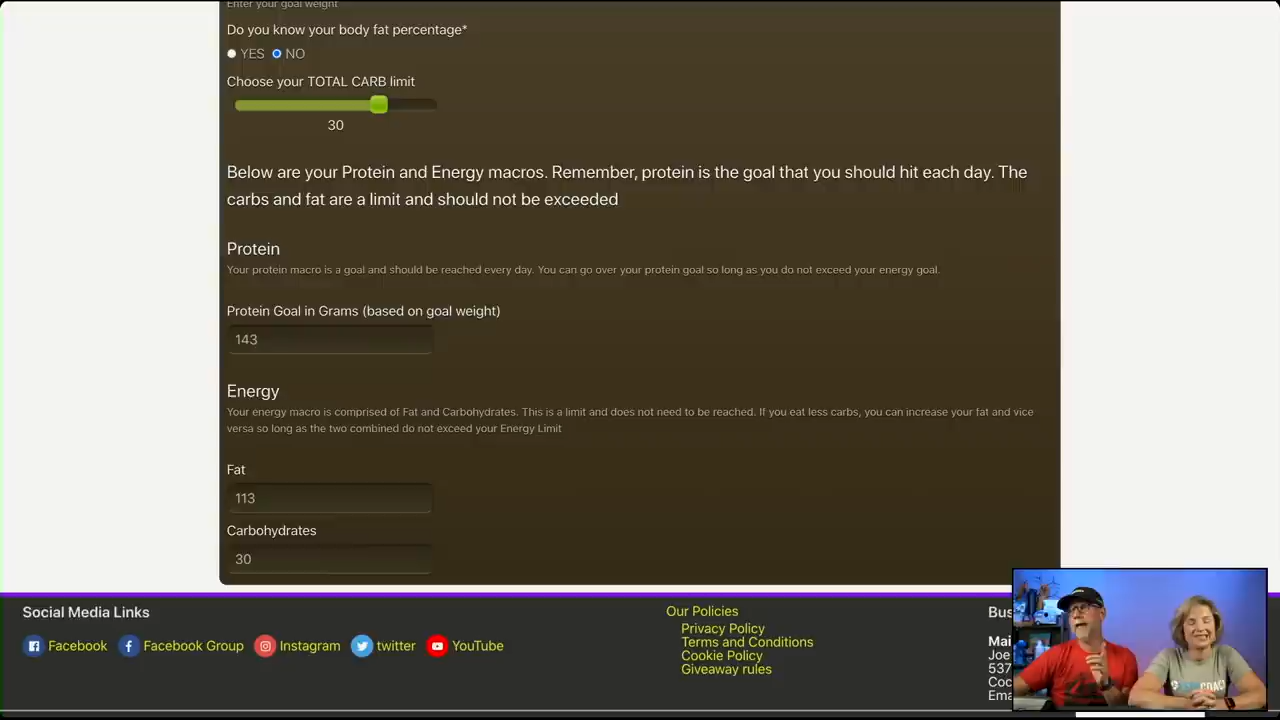 Enter your goal weight
Do you know your body fat percentage*
YES NO
Choose your TOTAL CARB limit
30
Below are your Protein and Energy macros. Remember, protein is the goal that you should hit each day. The
carbs and fat are a limit and should not be exceeded
Protein
Your protein macro is a goal and should be reached every day. You can go over your protein goal so long as you do not exceed your energy goal.
Protein Goal in Grams (based on goal weight)
143
Energy
Your energy macro is comprised of Fat and Carbohydrates. This is a limit and does not need to be reached. If you eat less carbs, you can increase your fat and vice
versa so long as the two combined do not exceed your Energy Limit
Fat
113
Carbohydrates
30
Social Media Links
Facebook Facebook Group Instagram twitter YouTube
Our Policies
Privacy Policy
Terms and Conditions
Cookie Policy
Giveaway rules
Bus
Mai
Joe
537
Coc
Ema